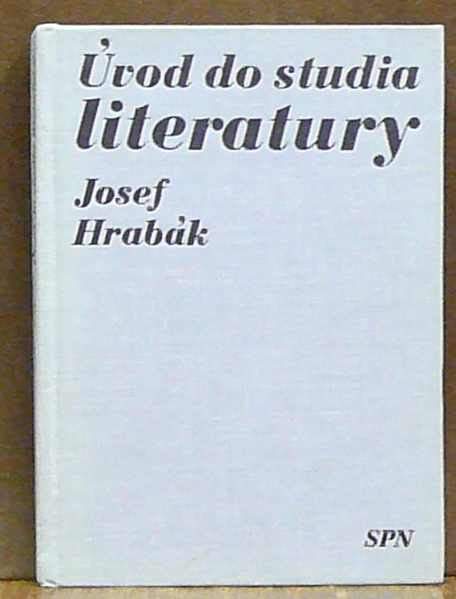 Úvod do studia
literatury
Josef
Hrabák
SPN